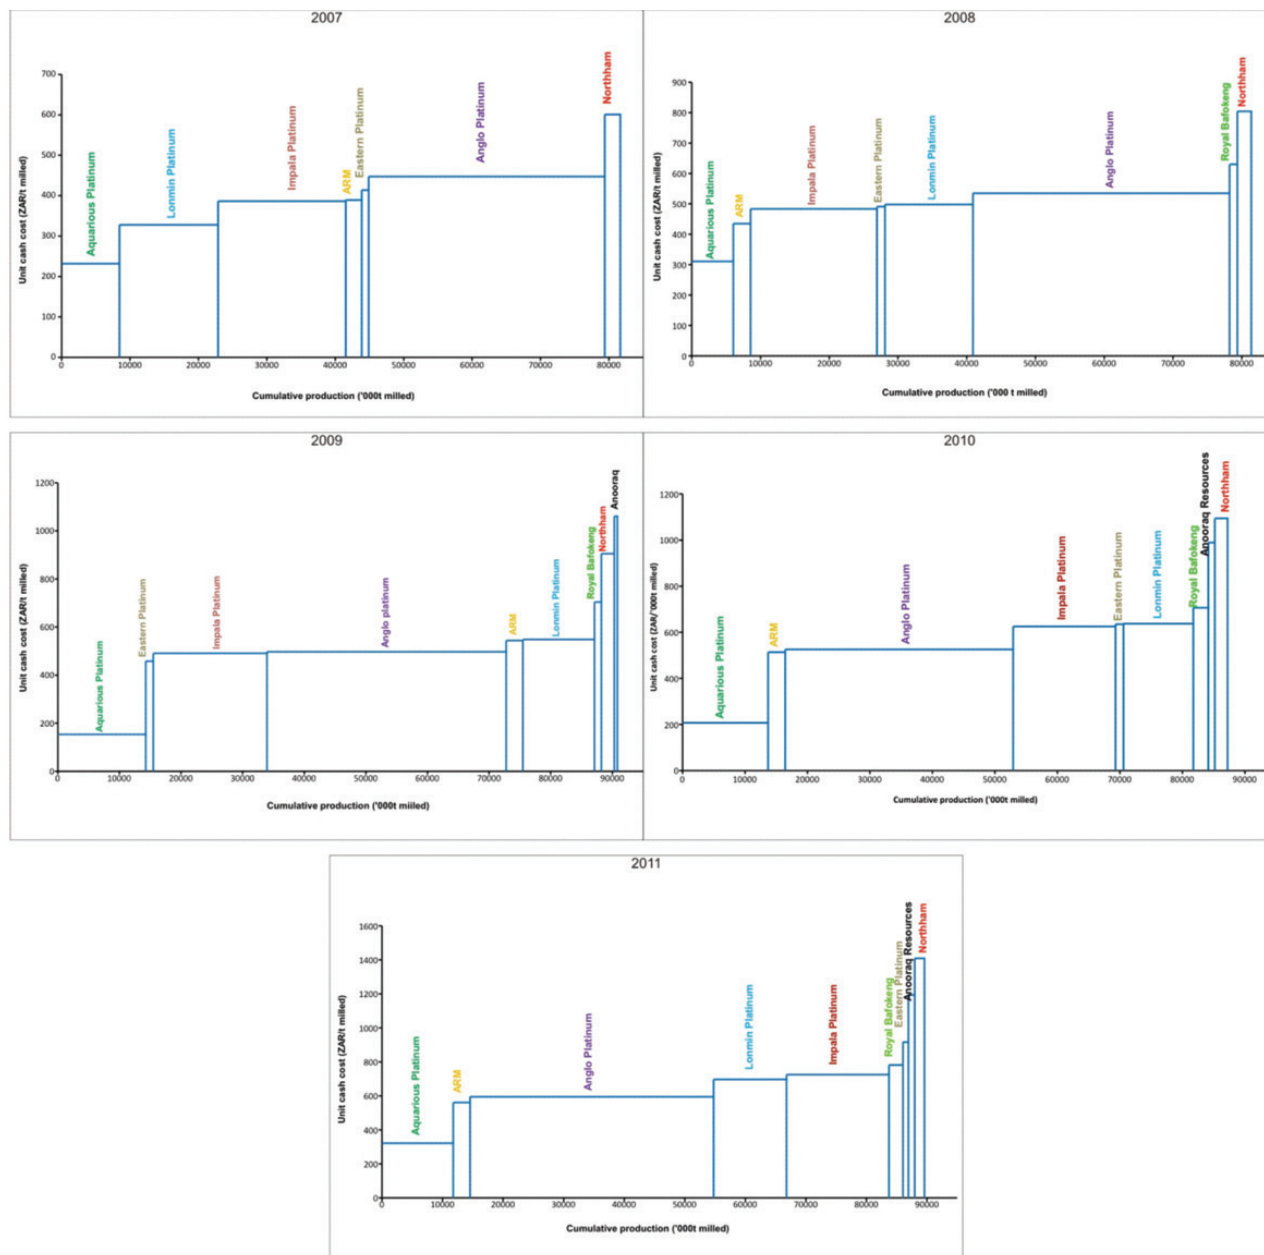 2007
Unit cash cost (ZAR/t milled)
700
600
500
400
300
200
100
0
Aquarious Platinum
Lonmin Platinum
Impala Platinum
ARM
Eastern Platinum
Anglo Platinum
Northham
0 10000 20000 30000 40000 50000 60000 70000 80000
Cumulative production ('000t milled)
2008
Unit cash cost (ZAR/t milled)
900
800
700
600
500
400
300
200
100
0
Aquarious Platinum
ARM
Impala Platinum
Eastern Platinum
Lonmin Platinum
Anglo Platinum
Royal Bafokeng
Northham
0 10000 20000 30000 40000 50000 60000 70000 80000
Cumulative production ('000 t milled)
2009
Unit cash cost (ZAR/t milled)
1200
1000
800
600
400
200
0
Aquarious Platinum
Eastern Platinum
Impala Platinum
Anglo platinum
ARM
Lonmin Platinum
Royal Bafokeng
Northham
Anooraq
0 10000 20000 30000 40000 50000 60000 70000 80000 90000
Cumulative production ('000t miilled)
2010
Unit cash cost (ZAR/'000t milled)
1200
1000
800
600
400
200
0
Aquarious Platinum
ARM
Anglo Platinum
Impala Platinum
Eastern Platinum
Lonmin Platinum
Royal Bafokeng
Anooraq Resources
Northham
0 10000 20000 30000 40000 50000 60000 70000 80000 90000
Cumulative production ('000t milled)
2011
Unit cash cost (ZAR/t milled)
1600
1400
1200
1000
800
600
400
200
0
Aquarious Platinum
ARM
Anglo Platinum
Lonmin Platinum
Impala Platinum
Royal Bafokeng
Eastern Platinum
Anooraq Resources
Northham
0 10000 20000 30000 40000 50000 60000 70000 80000 90000
Cumulative production ('000t milled)